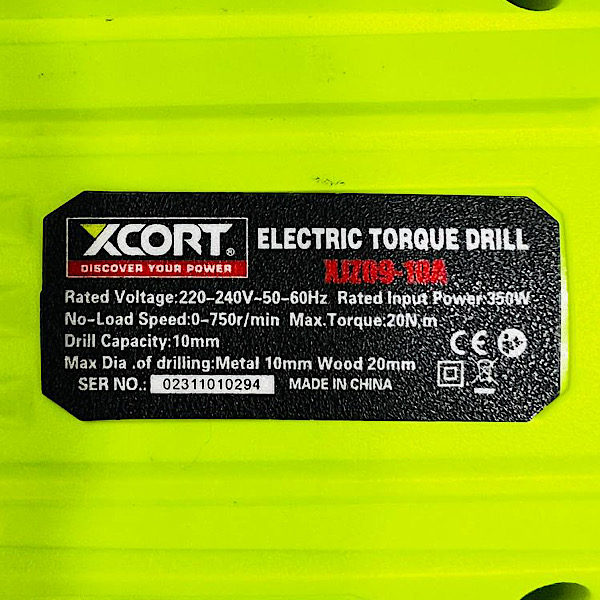 XCORT®
DISCOVER YOUR POWER
ELECTRIC TORQUE DRILL
XJZ09-10A
Rated Voltage:220-240V~50-60Hz Rated Input Power:350W
No-Load Speed:0-750r/min Max.Torque:20N.m
Drill Capacity:10mm
Max Dia .of drilling:Metal 10mm Wood 20mm
SER NO.: 02311010294 MADE IN CHINA
CE